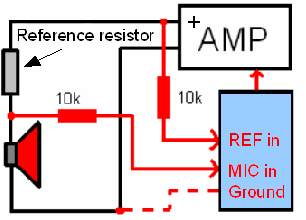 +
AMP
Reference resistor
10k
10k
REF in
MIC in
Ground